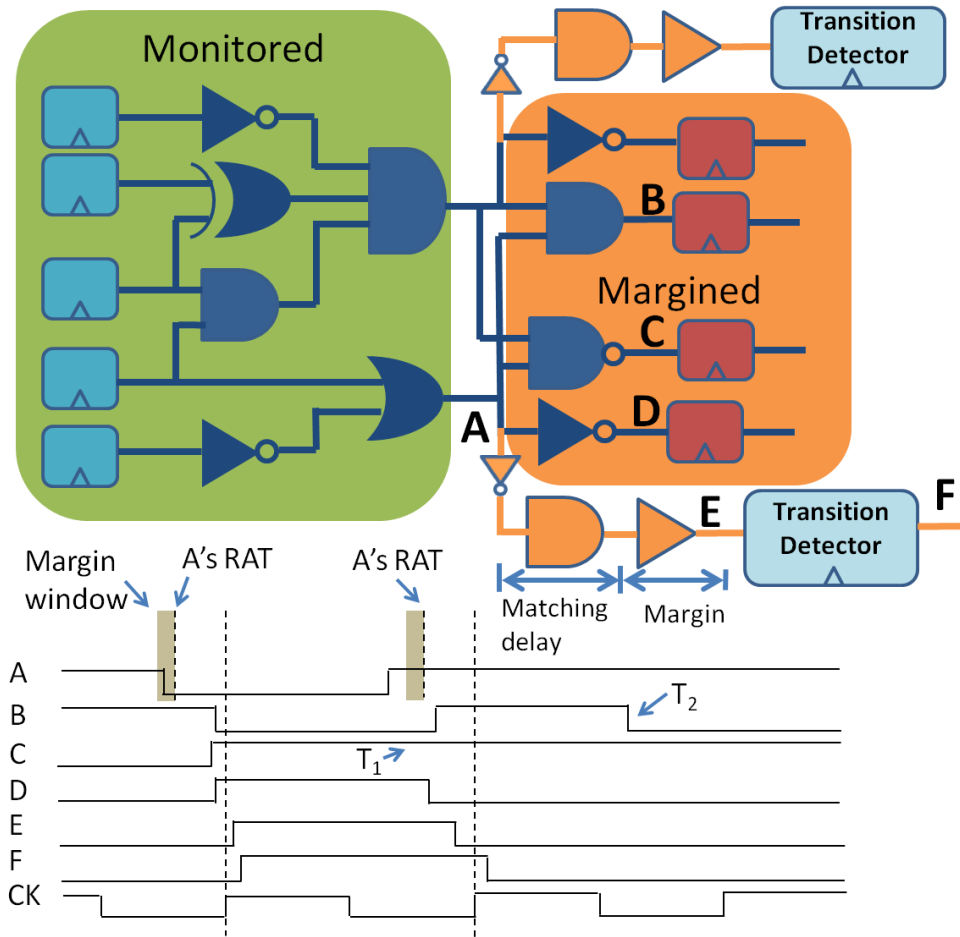 Monitored
Transition
Detector
B
Margined
C
D
A
E
Transition
Detector
F
Margin
window
A's RAT
A's RAT
Matching
delay
Margin
A
B
T2
C
T1
D
E
F
CK